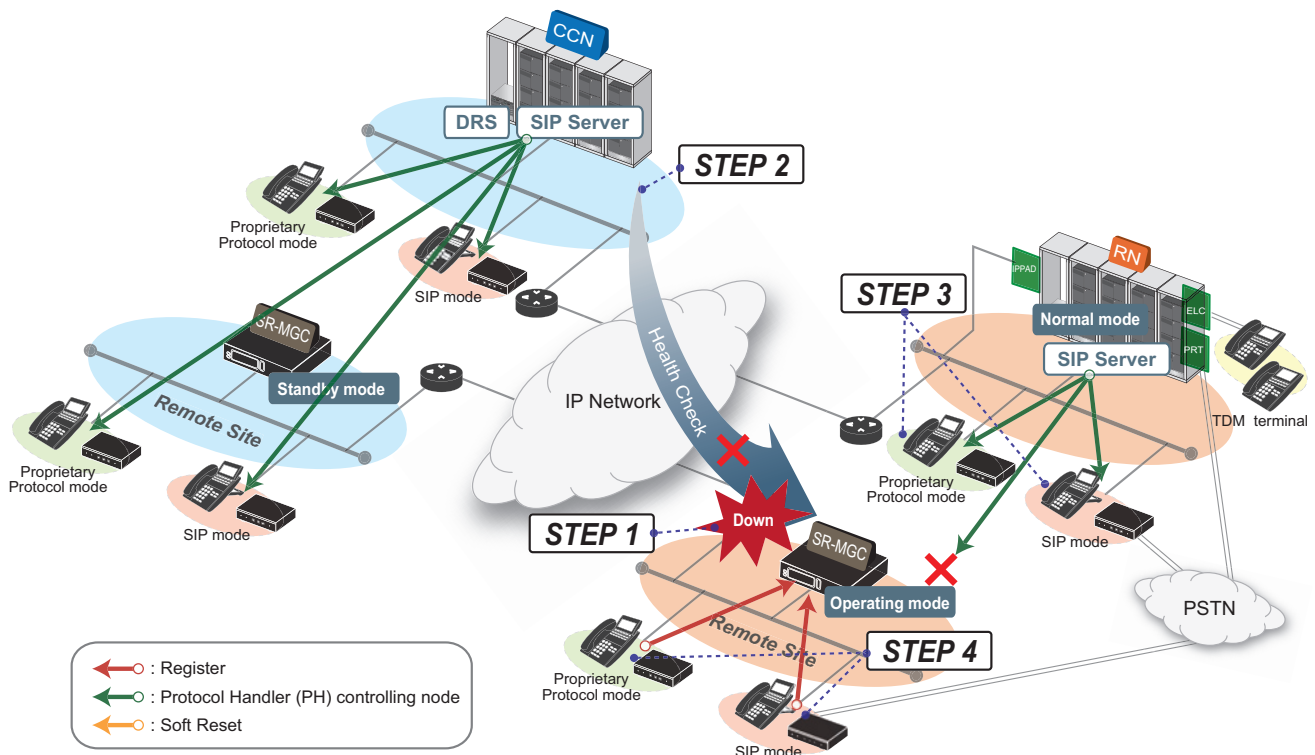 CCN
DRS
SIP Server
STEP 2
Proprietary
Protocol mode
SIP mode
RN
IPPAD
STEP 3
Normal mode
ELC
SIP Server
PRT
SR-MGC
Standby mode
Remote Site
Health Check
IP Network
TDM terminal
Proprietary
Protocol mode
SIP mode
Proprietary
Protocol mode
SIP mode
STEP 1
Down
SR-MGC
Operating mode
Remote Site
PSTN
STEP 4
Proprietary
Protocol mode
SIP mode
: Register
: Protocol Handler (PH) controlling node
: Soft Reset